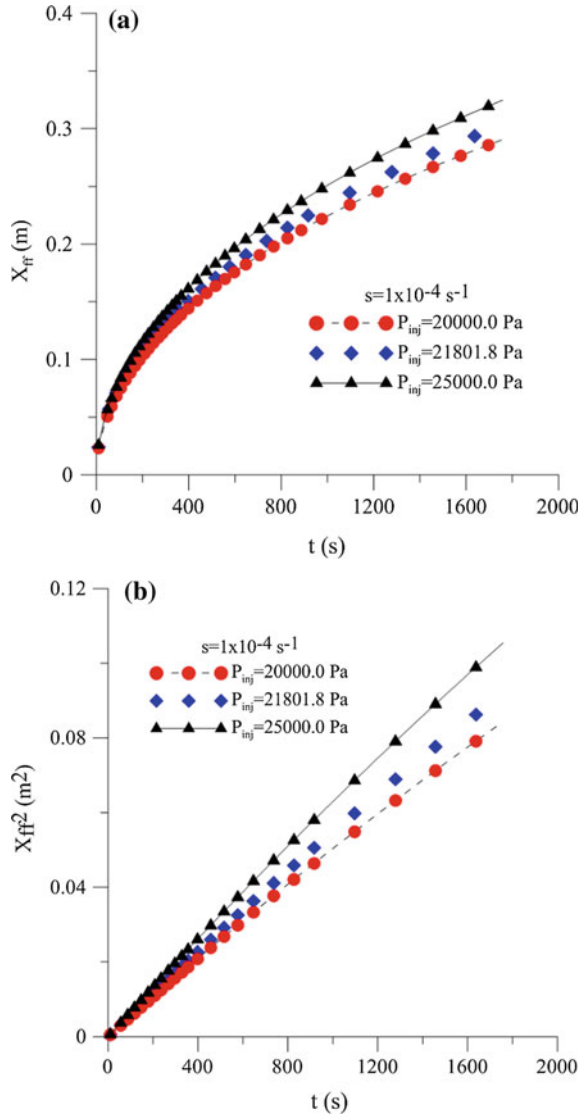 (a)
0.4
0.3
0.2
0.1
0
X_ff (m)
s=1x10⁻⁴ s⁻¹
P_inj=20000.0 Pa
P_inj=21801.8 Pa
P_inj=25000.0 Pa
0 400 800 1200 1600 2000
t (s)
(b)
0.12
0.08
0.04
0
X_ff² (m²)
s=1x10⁻⁴ s⁻¹
P_inj=20000.0 Pa
P_inj=21801.8 Pa
P_inj=25000.0 Pa
0 400 800 1200 1600 2000
t (s)